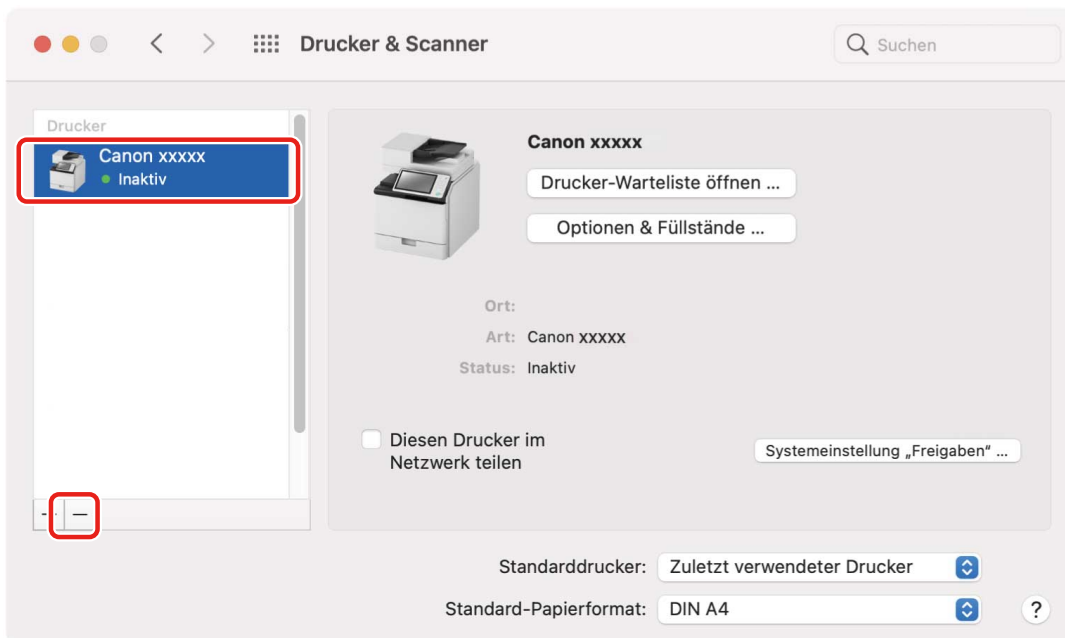 Drucker & Scanner
Suchen
Drucker
Canon xxxxx
Inaktiv
Canon xxxxx
Drucker-Warteliste öffnen ...
Optionen & Füllstände ...
Ort:
Art: Canon xxxxx
Status: Inaktiv
Diesen Drucker im
Netzwerk teilen
Systemeinstellung „Freigaben“ ...
Standarddrucker: Zuletzt verwendeter Drucker
Standard-Papierformat: DIN A4
?